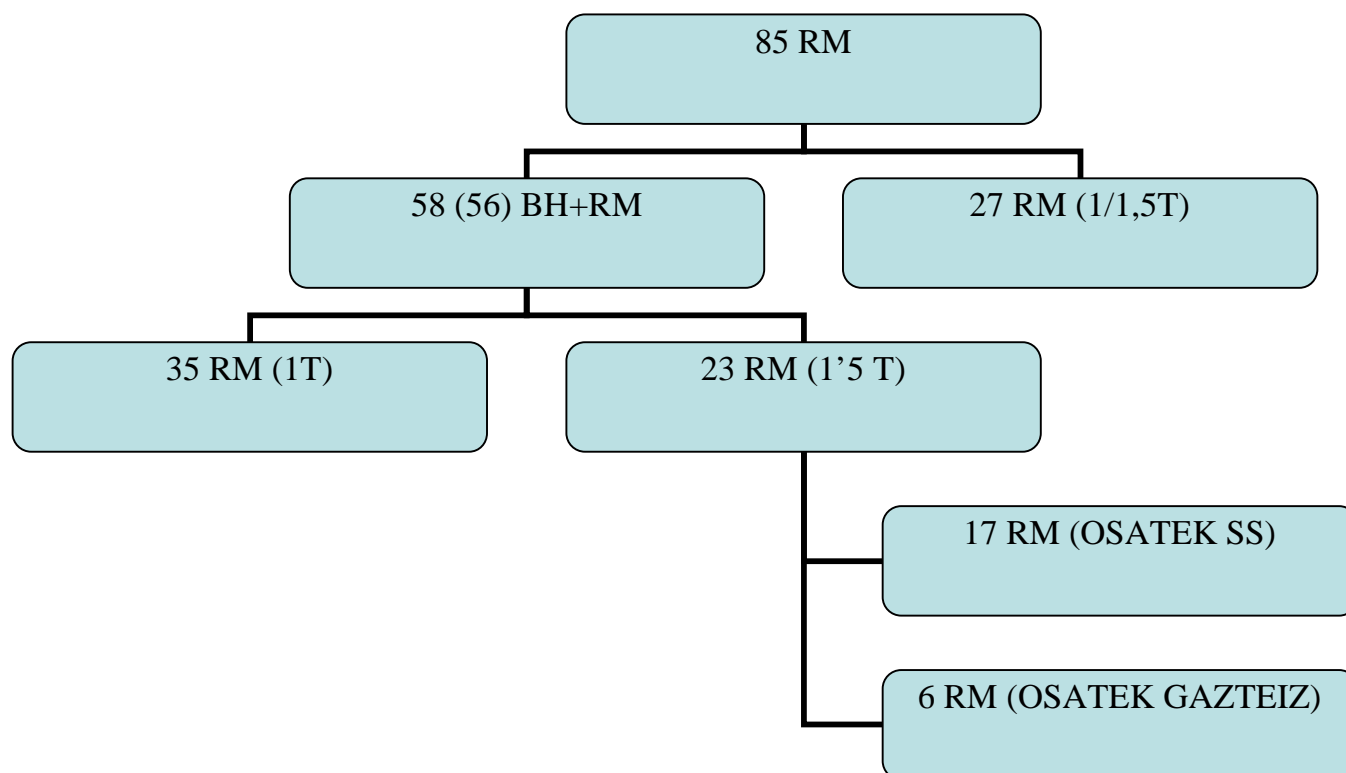 85 RM
58 (56) BH+RM
27 RM (1/1,5T)
35 RM (1T)
23 RM (1’5 T)
17 RM (OSATEK SS)
6 RM (OSATEK GAZTEIZ)